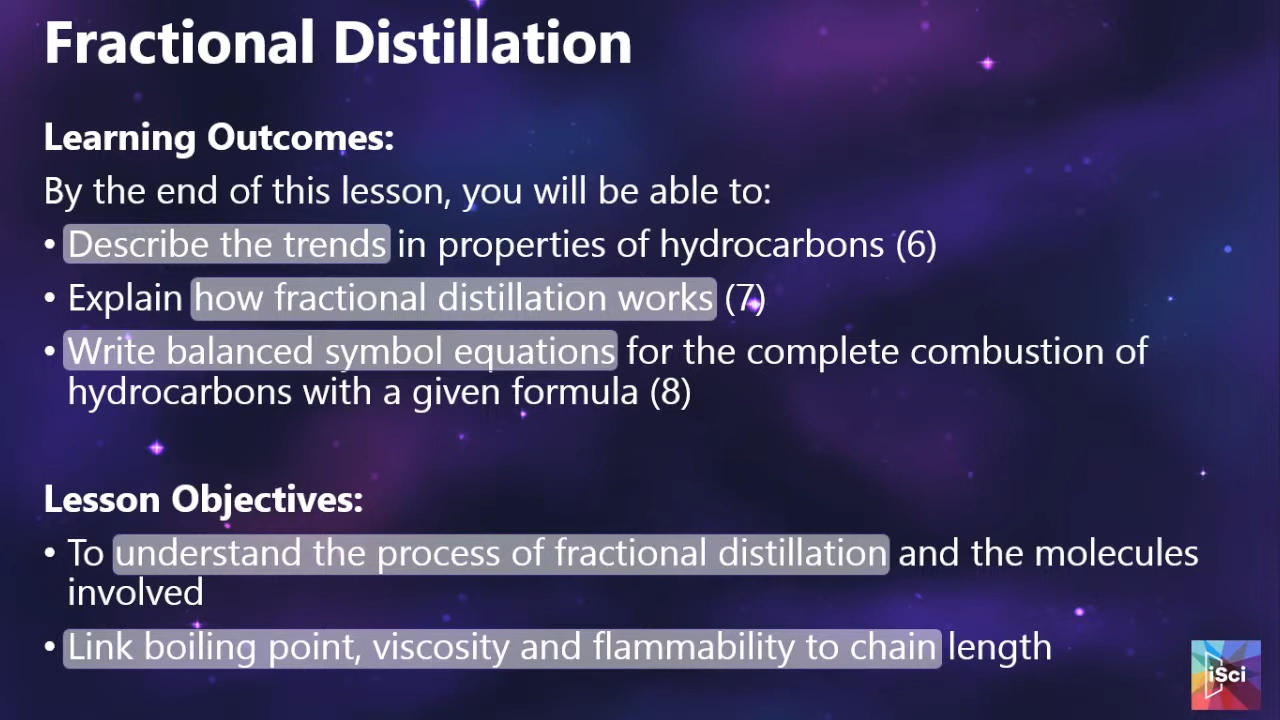 Fractional Distillation
Learning Outcomes:
By the end of this lesson, you will be able to:
• Describe the trends in properties of hydrocarbons (6)
• Explain how fractional distillation works (7)
• Write balanced symbol equations for the complete combustion of
hydrocarbons with a given formula (8)
Lesson Objectives:
• To understand the process of fractional distillation and the molecules
involved
• Link boiling point, viscosity and flammability to chain length
iSci